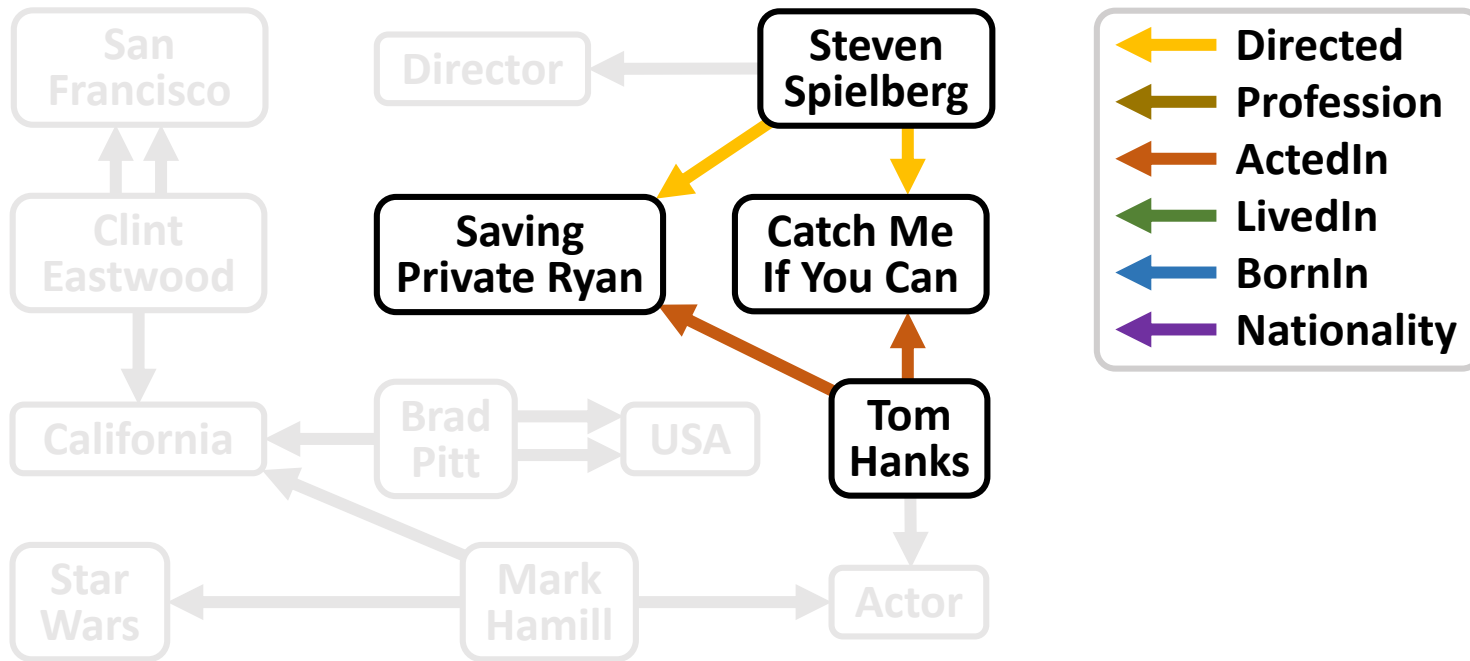 San
Francisco
Director
Steven
Spielberg
Directed
Profession
ActedIn
LivedIn
BornIn
Nationality
Clint
Eastwood
Saving
Private Ryan
Catch Me
If You Can
California
Brad
Pitt
USA
Tom
Hanks
Star
Wars
Mark
Hamill
Actor